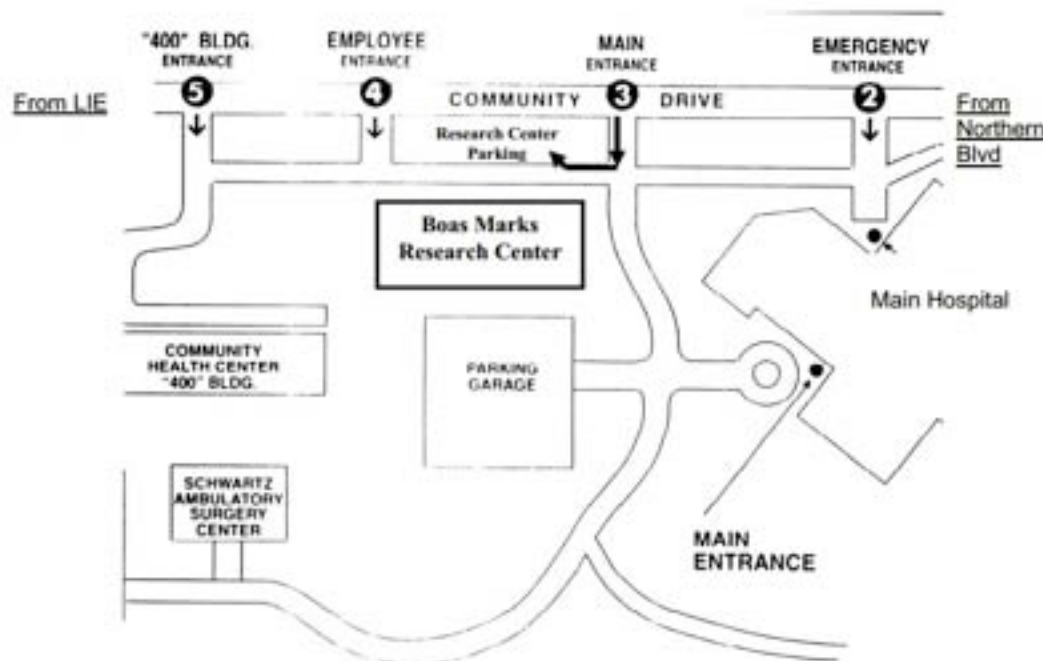 "400" BLDG.
ENTRANCE
EMPLOYEE
ENTRANCE
MAIN
ENTRANCE
EMERGENCY
ENTRANCE
From LIE
5
4
COMMUNITY
3
DRIVE
2
From
Northern
Blvd
Research Center
Parking
Boas Marks
Research Center
Main Hospital
COMMUNITY
HEALTH CENTER
"400" BLDG.
PARKING
GARAGE
SCHWARTZ
AMBULATORY
SURGERY
CENTER
MAIN
ENTRANCE